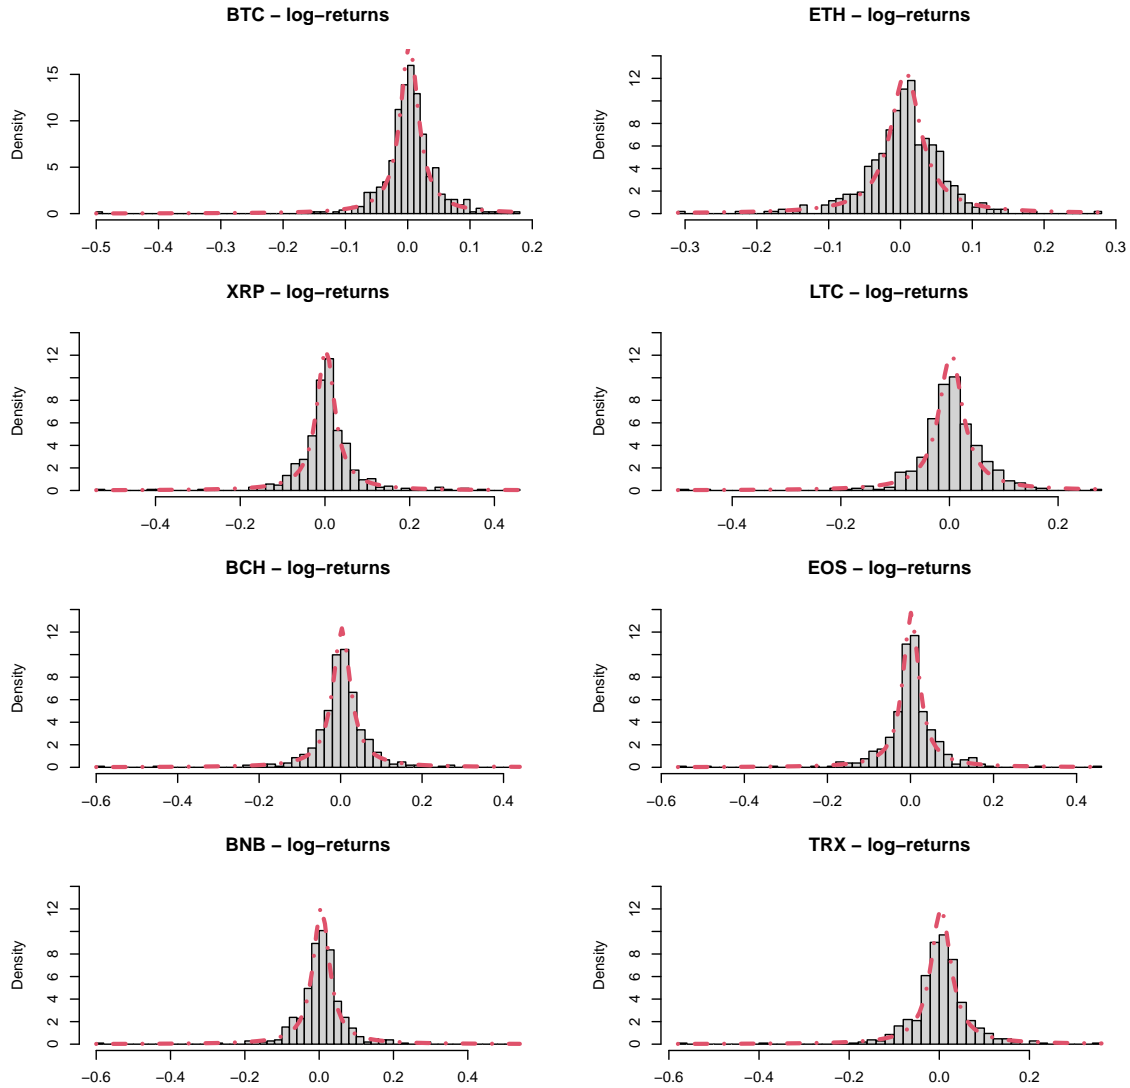 BTC − log−returns
Density
0 5 10 15
−0.5 −0.4 −0.3 −0.2 −0.1 0.0 0.1 0.2
ETH − log−returns
Density
0 2 4 6 8 12
−0.3 −0.2 −0.1 0.0 0.1 0.2 0.3
XRP − log−returns
Density
0 2 4 6 8 12
−0.4 −0.2 0.0 0.2 0.4
LTC − log−returns
Density
0 2 4 6 8 12
−0.4 −0.2 0.0 0.2
BCH − log−returns
Density
0 2 4 6 8 12
−0.6 −0.4 −0.2 0.0 0.2 0.4
EOS − log−returns
Density
0 2 4 6 8 12
−0.6 −0.4 −0.2 0.0 0.2 0.4
BNB − log−returns
Density
0 2 4 6 8 12
−0.6 −0.4 −0.2 0.0 0.2 0.4
TRX − log−returns
Density
0 2 4 6 8 12
−0.6 −0.4 −0.2 0.0 0.2